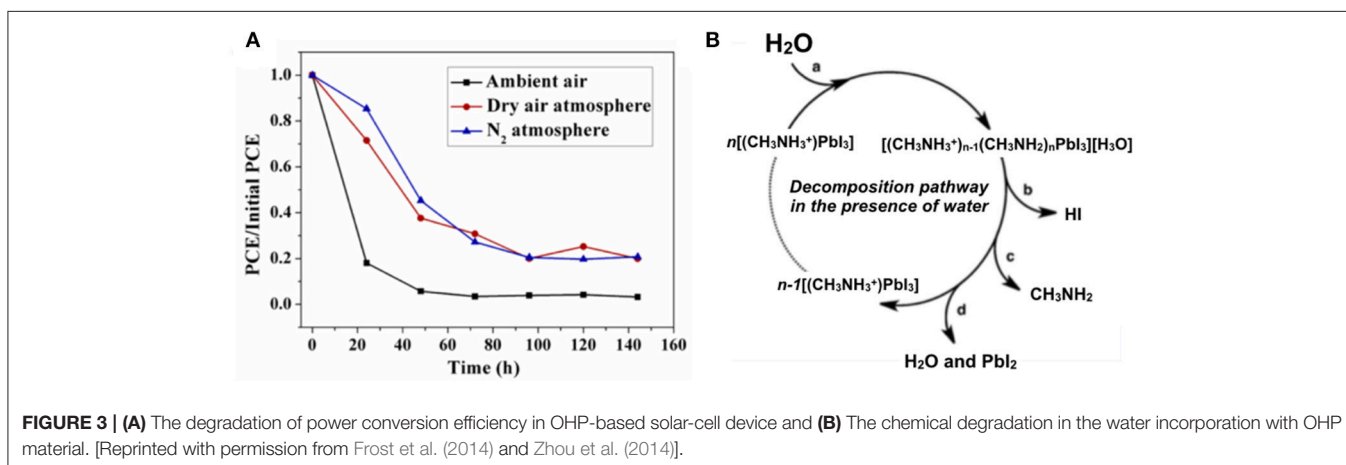 A
PCE/Initial PCE
1.0
0.8
0.6
0.4
0.2
0.0
Ambient air
Dry air atmosphere
N₂ atmosphere
0 20 40 60 80 100 120 140 160
Time (h)
B
H₂O
a
n[(CH₃NH₃⁺)PbI₃]
[(CH₃NH₃⁺)ₙ₋₁(CH₃NH₂)ₙPbI₃][H₃O]
Decomposition pathway
in the presence of water
b
HI
c
CH₃NH₂
n-1[(CH₃NH₃⁺)PbI₃]
d
H₂O and PbI₂
FIGURE 3 | (A) The degradation of power conversion efficiency in OHP-based solar-cell device and (B) The chemical degradation in the water incorporation with OHP
material. [Reprinted with permission from Frost et al. (2014) and Zhou et al. (2014)].